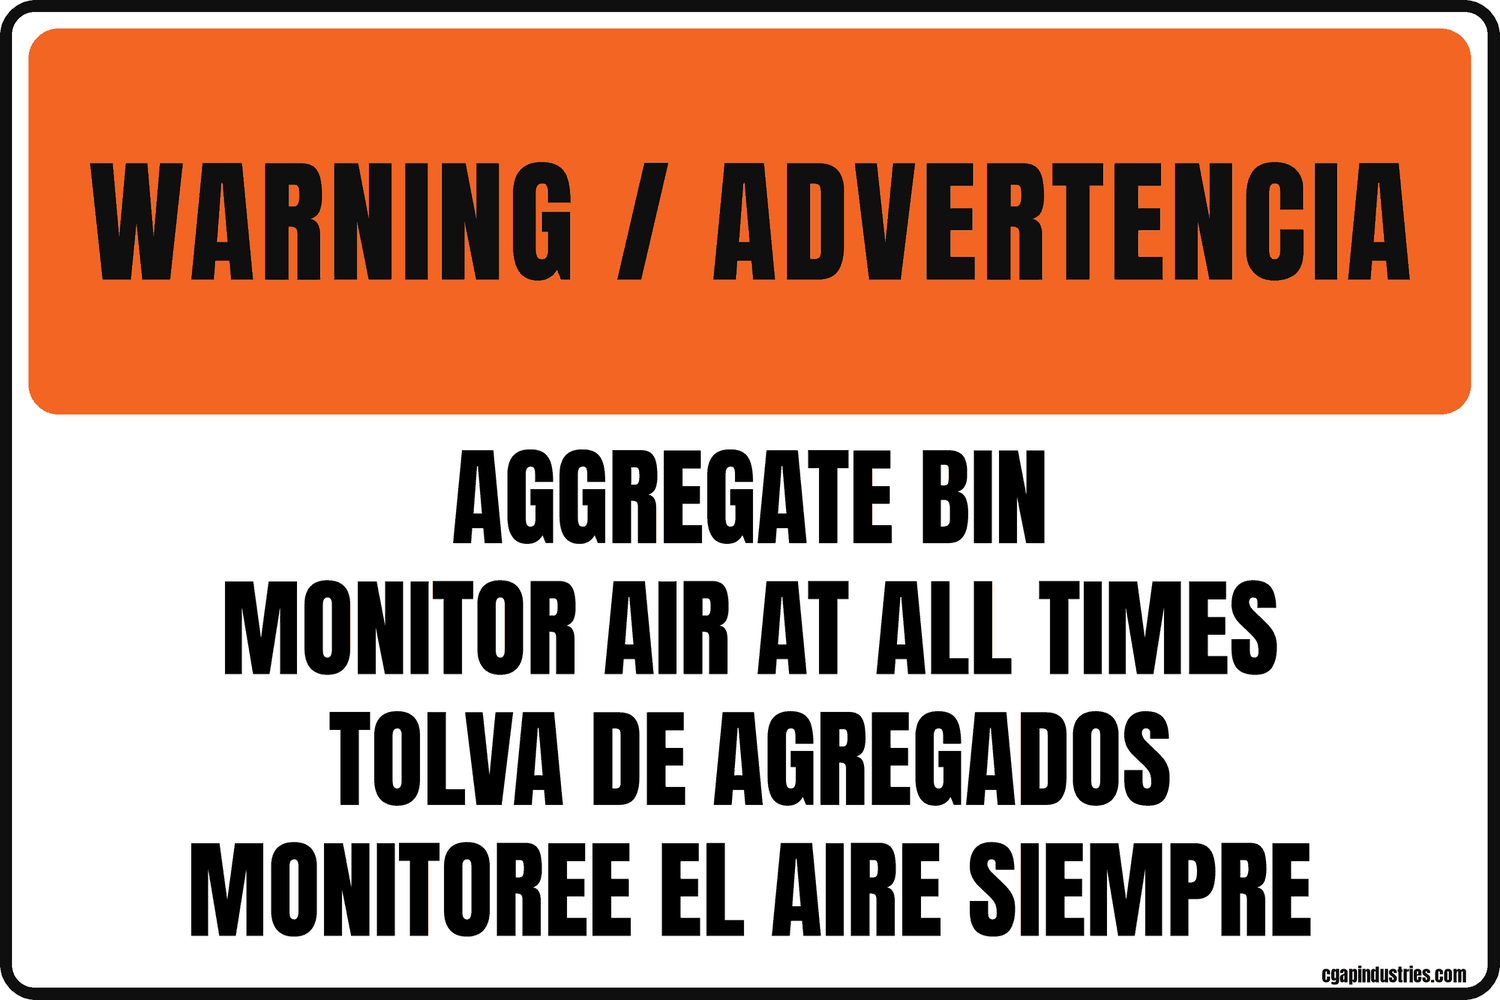 WARNING / ADVERTENCIA
AGGREGATE BIN
MONITOR AIR AT ALL TIMES
TOLVA DE AGREGADOS
MONITOREE EL AIRE SIEMPRE
cgapindustries.com